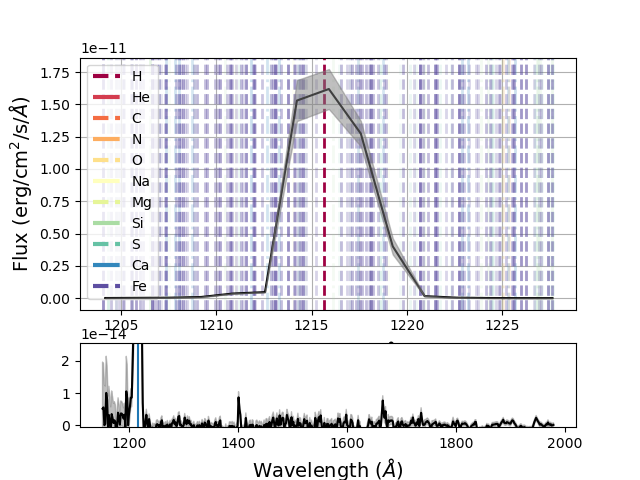 1e−11
Flux (erg/cm²/s/Å)
1.75
1.50
1.25
1.00
0.75
0.50
0.25
0.00
H
He
C
N
O
Na
Mg
Si
S
Ca
Fe
1205 1210 1215 1220 1225
1e−14
2
1
0
1200 1400 1600 1800 2000
Wavelength (Å)